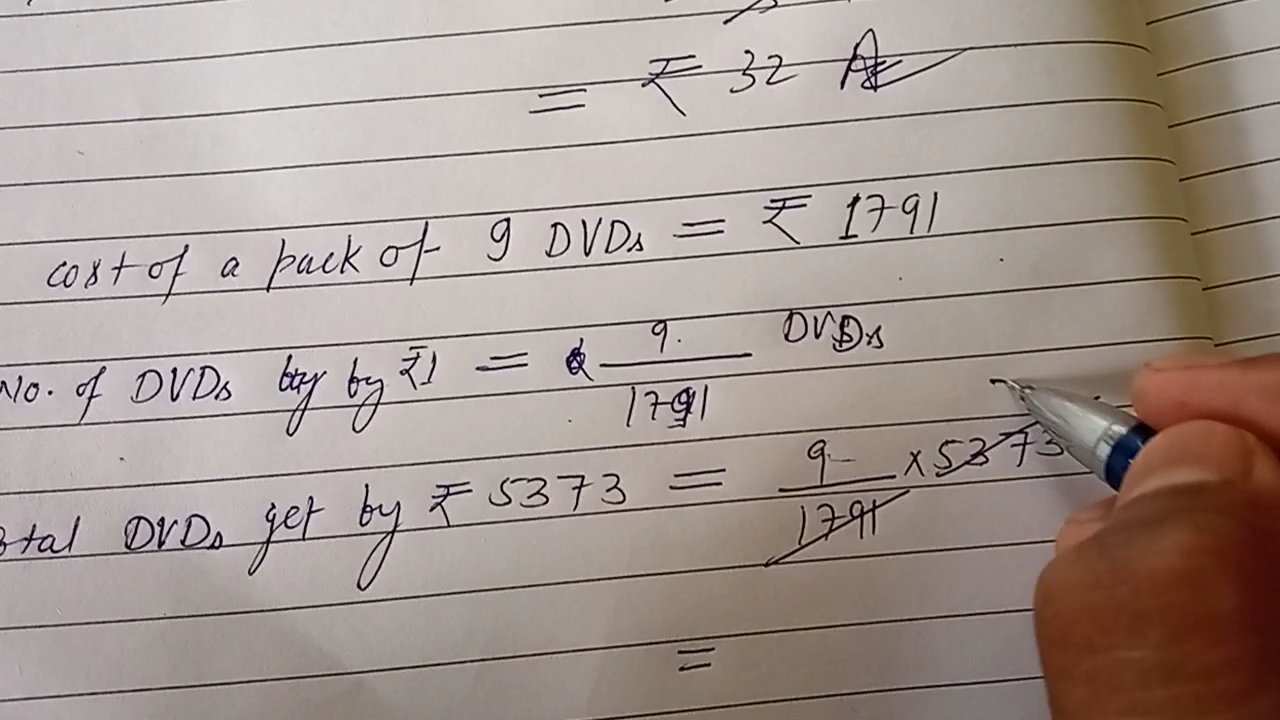 = ₹ 32 A
cost of a pack of 9 DVDs = ₹ 1791
No. of DVDs by ₹1 = 9/1791 DVDs
DVDs get by ₹ 5373 = 9/1791 × 5373
=